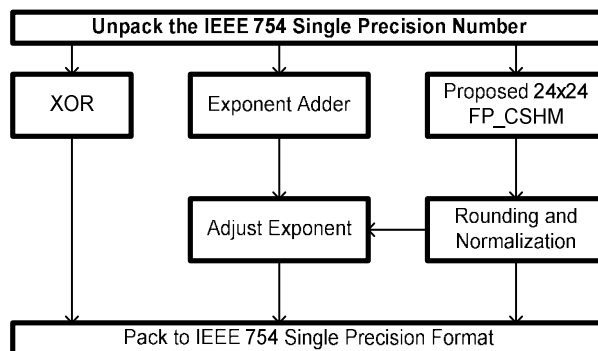 Unpack the IEEE 754 Single Precision Number
XOR
Exponent Adder
Proposed 24x24
FP_CSHM
Adjust Exponent
Rounding and
Normalization
Pack to IEEE 754 Single Precision Format